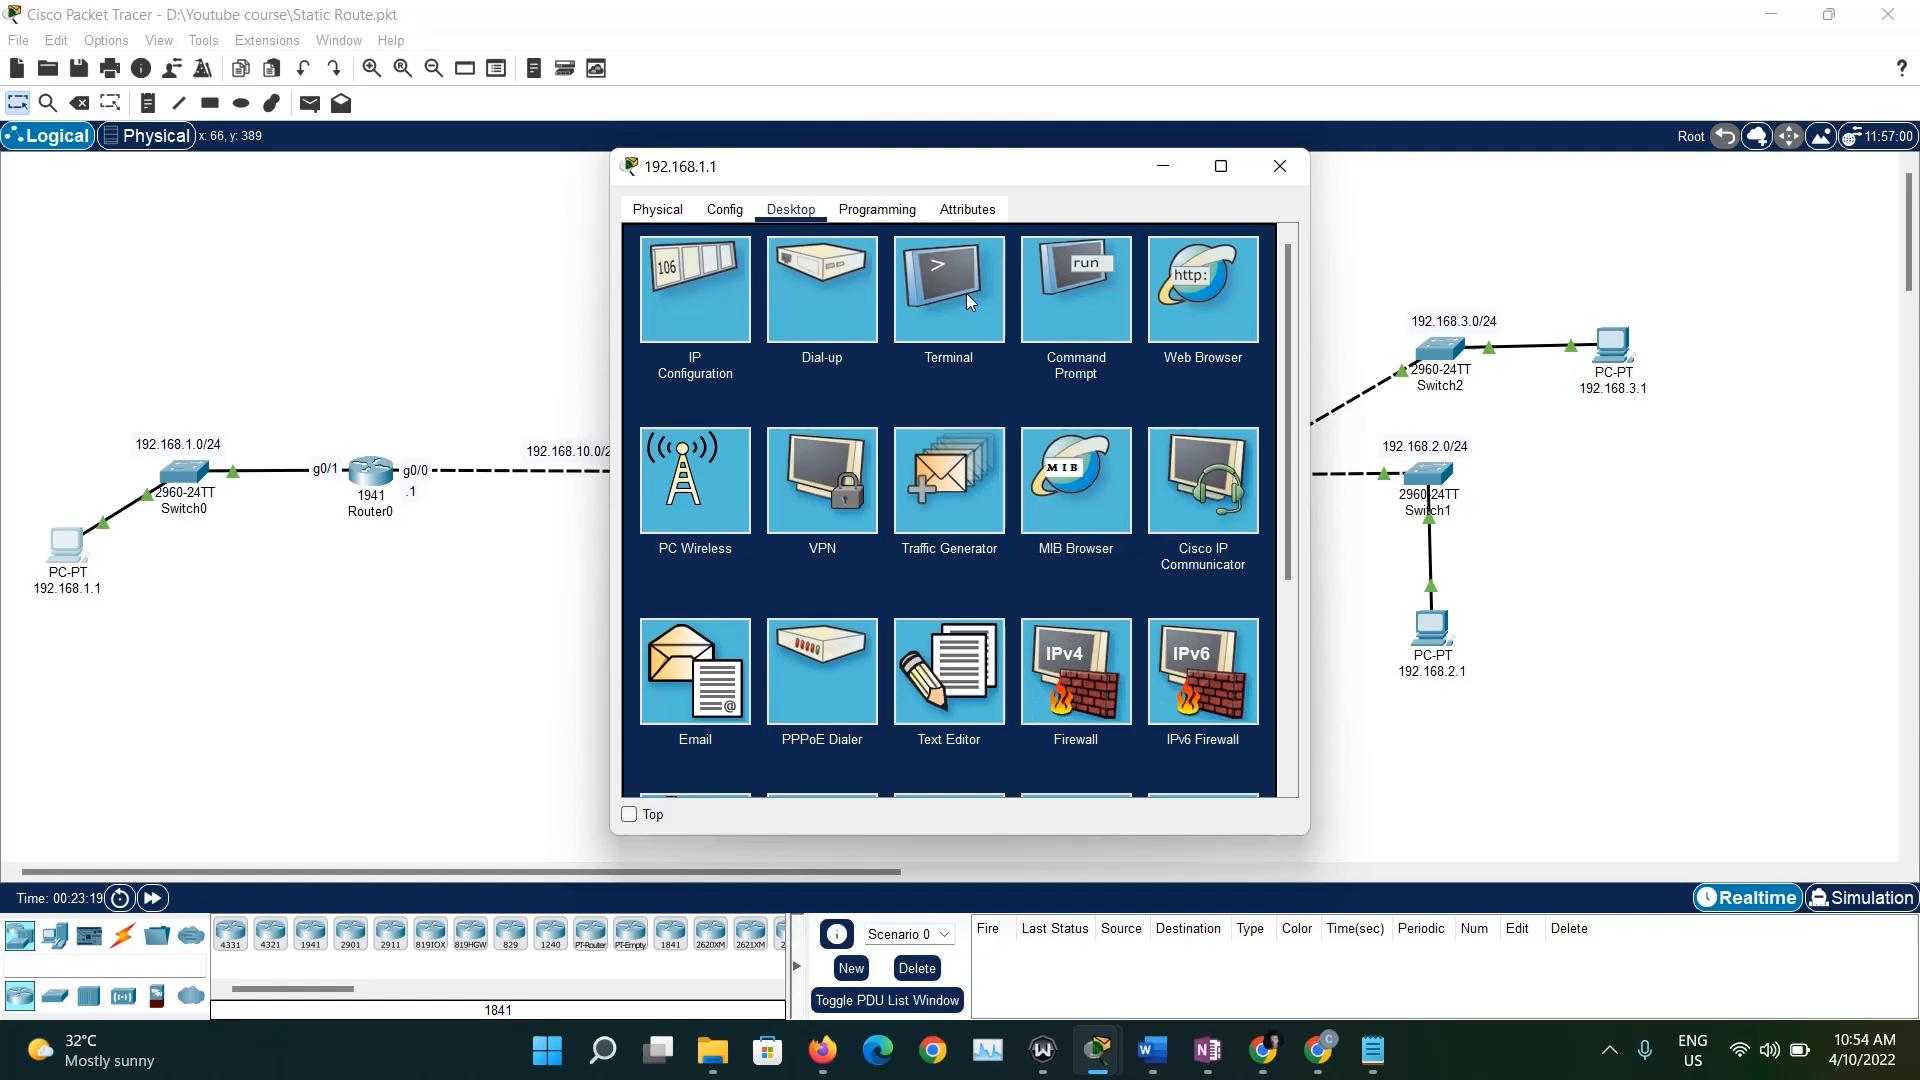 Cisco Packet Tracer - D:\Youtube course\Static Route.pkt
File Edit Options View Tools Extensions Window Help
?
Logical Physical x: 66, y: 389 Root 11:57:00
192.168.1.1
Physical Config Desktop Programming Attributes
106
>
run
http:
IP
Configuration
Dial-up
Terminal
Command
Prompt
Web Browser
MIB
PC Wireless
VPN
Traffic Generator
MIB Browser
Cisco IP
Communicator
@
IPv4
IPv6
Email
PPPoE Dialer
Text Editor
Firewall
IPv6 Firewall
Top
192.168.1.0/24
2960-24TT
Switch0
PC-PT
192.168.1.1
g0/1
g0/0
.1
1941
Router0
192.168.10.0/2
192.168.3.0/24
2960-24TT
Switch2
PC-PT
192.168.3.1
192.168.2.0/24
2960-24TT
Switch1
PC-PT
192.168.2.1
Time: 00:23:19
Realtime Simulation
4331 4321 1941 2901 2911 819IOX 819HGW 829 1240 PT-Router PT-Empty 1841 2620XM 2621XM 2
1841
Scenario 0
New Delete
Toggle PDU List Window
Fire Last Status Source Destination Type Color Time(sec) Periodic Num Edit Delete
32°C
Mostly sunny
W
N
C
ENG
US
10:54 AM
4/10/2022